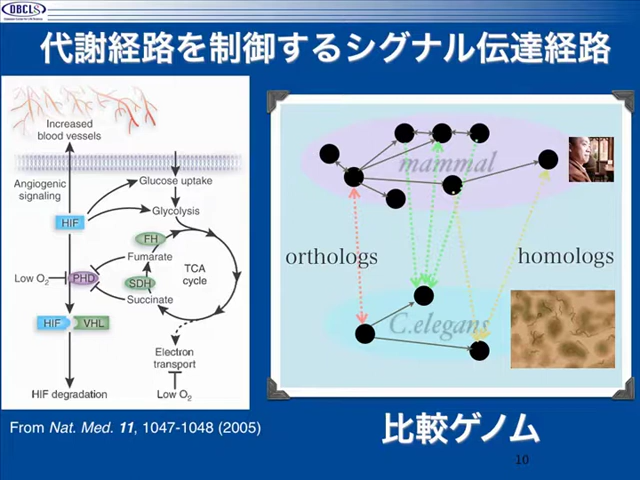 DBCLS
代謝経路を制御するシグナル伝達経路
Increased
blood vessels
Angiogenic
signaling
Glucose uptake
Glycolysis
HIF
FH
Fumarate
TCA
cycle
Low O2
PHD
SDH
Succinate
HIF
VHL
Electron
transport
HIF degradation
Low O2
From Nat. Med. 11, 1047-1048 (2005)
mammal
orthologs
homologs
C.elegans
比較ゲノム
10